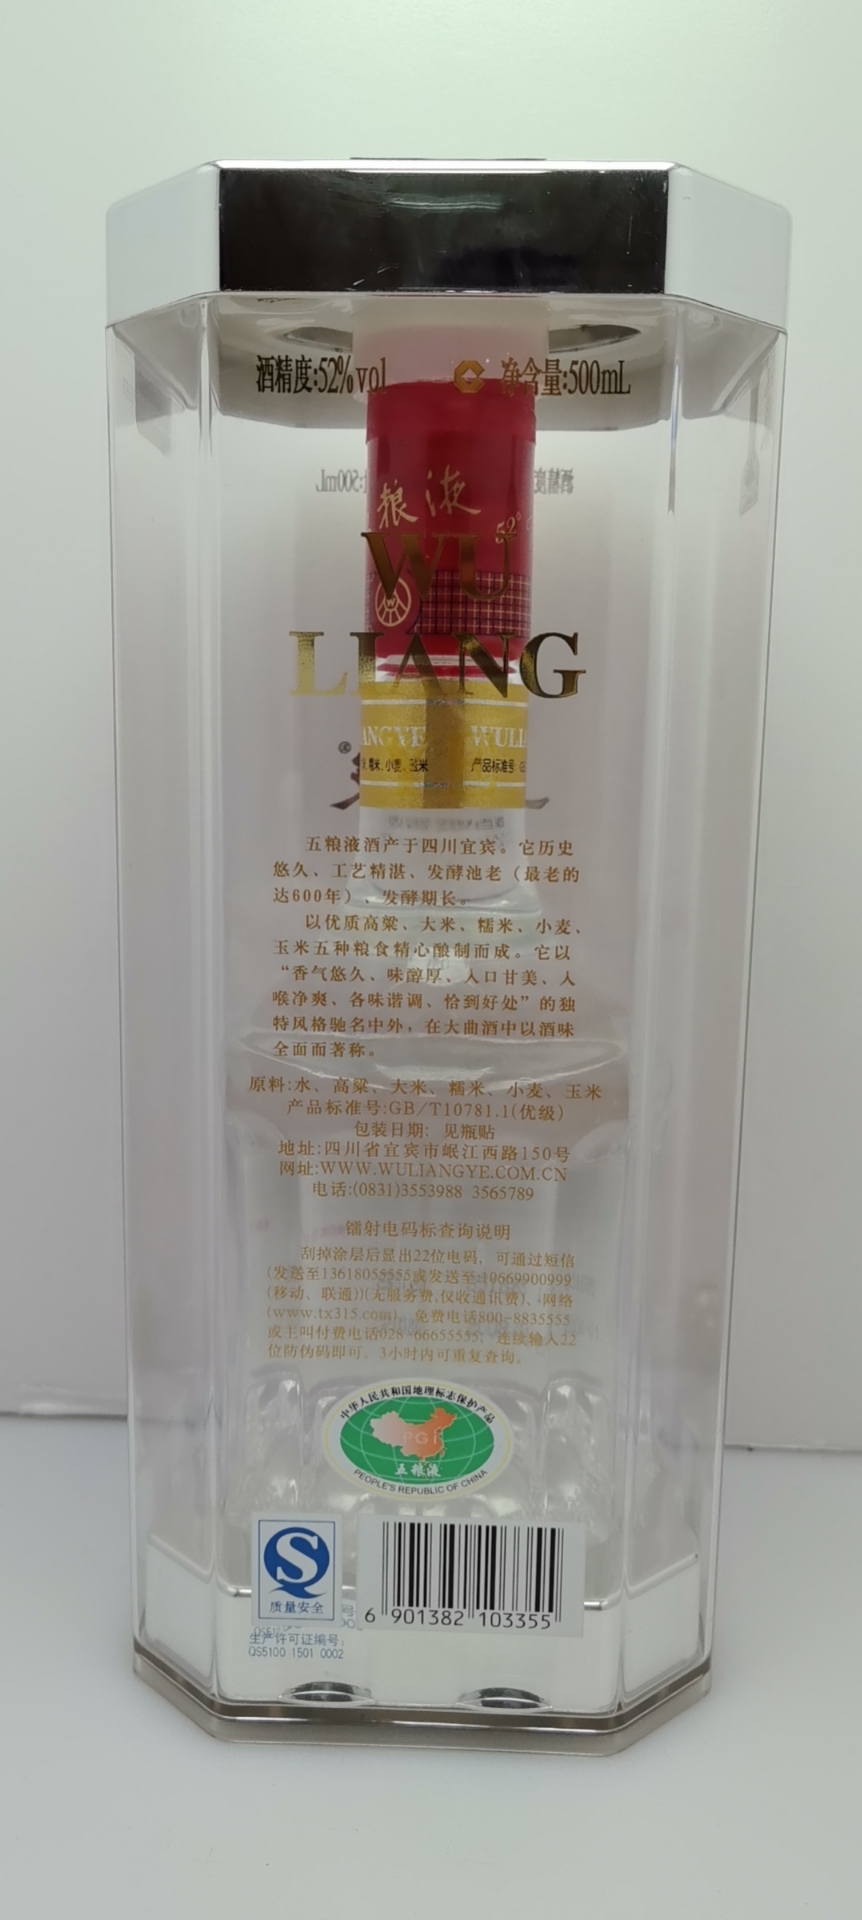 酒精度:52%vol 净含量:500mL
粮液
52°
WU
LIANG
ANGYE WULI
糯米、小麦、玉米 产品标准号:
五粮液酒产于四川宜宾。它历史
悠久、工艺精湛、发酵池老（最老的
达600年）、发酵期长。
以优质高粱、大米、糯米、小麦、
玉米五种粮食精心酿制而成。它以
“香气悠久、味醇厚、入口甘美、入
喉净爽、各味谐调、恰到好处”的独
特风格驰名中外，在大曲酒中以酒味
全面而著称。
原料:水、高粱、大米、糯米、小麦、玉米
产品标准号:GB/T10781.1(优级)
包装日期: 见瓶贴
地址:四川省宜宾市岷江西路150号
网址:WWW.WULIANGYE.COM.CN
电话:(0831)3553988 3565789
镭射电码标查询说明
刮掉涂层后显出22位电码，可通过短信
(发送至13618055555或发送至10669900999
(移动、联通))(无服务费,仅收通讯费)、网络
(www.tx315.com)、免费电话800-8835555
或主叫付费电话028-66655555; 连续输入22
位防伪码即可，3小时内可重复查询。
中华人民共和国地理标志保护产品
PGI
五粮液
PEOPLE'S REPUBLIC OF CHINA
质量安全
6 901382 103355
生产许可证编号:
QS5100 1501 0002